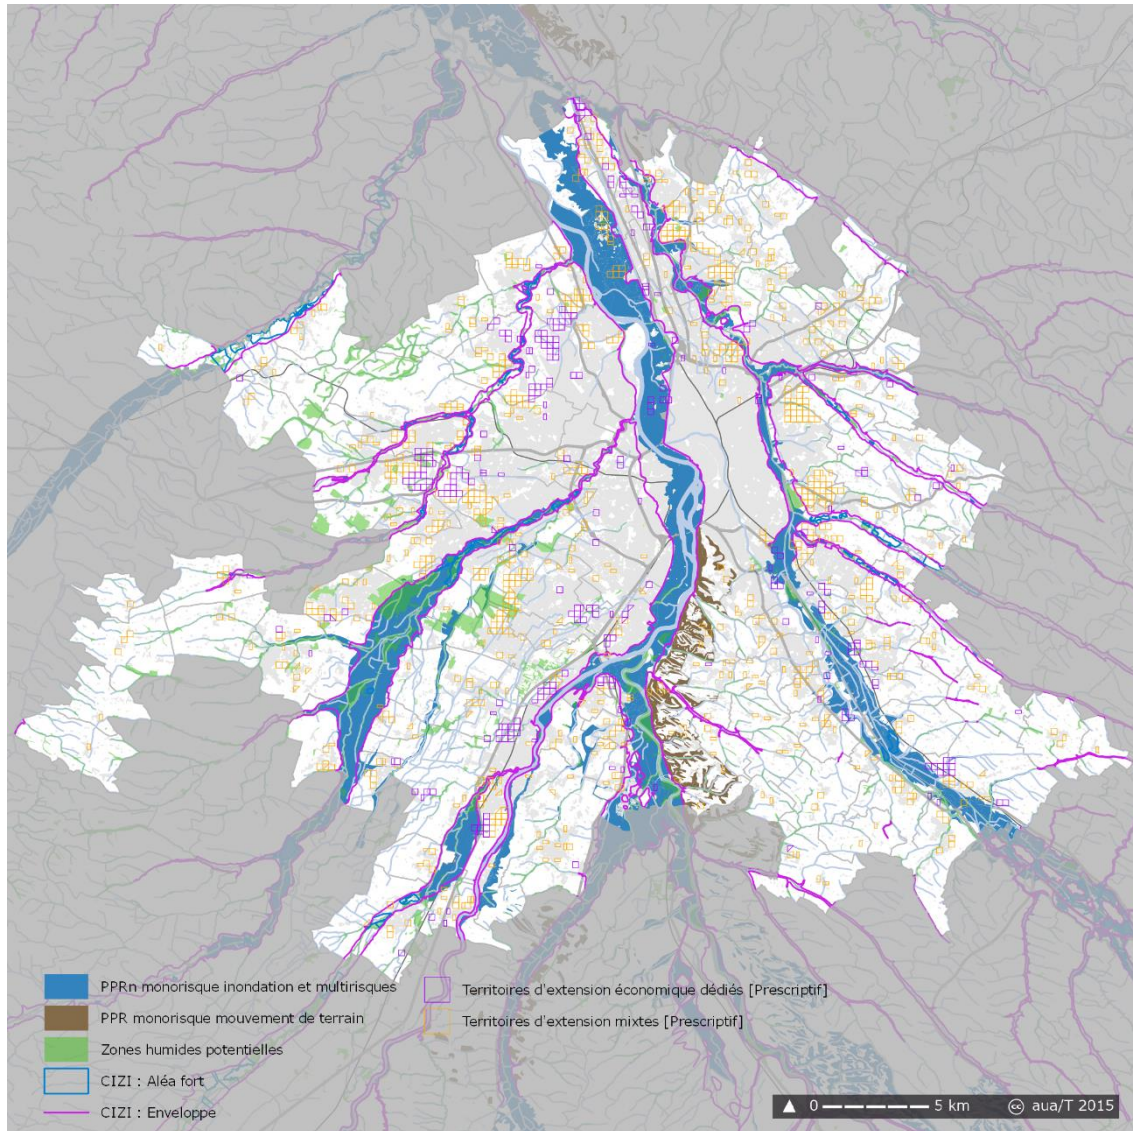 PPRn monorisque inondation et multirisques
PPR monorisque mouvement de terrain
Zones humides potentielles
CIZI : Aléa fort
CIZI : Enveloppe
Territoires d'extension économique dédiés [Prescriptif]
Territoires d'extension mixtes [Prescriptif]
0 5 km cc aua/T 2015